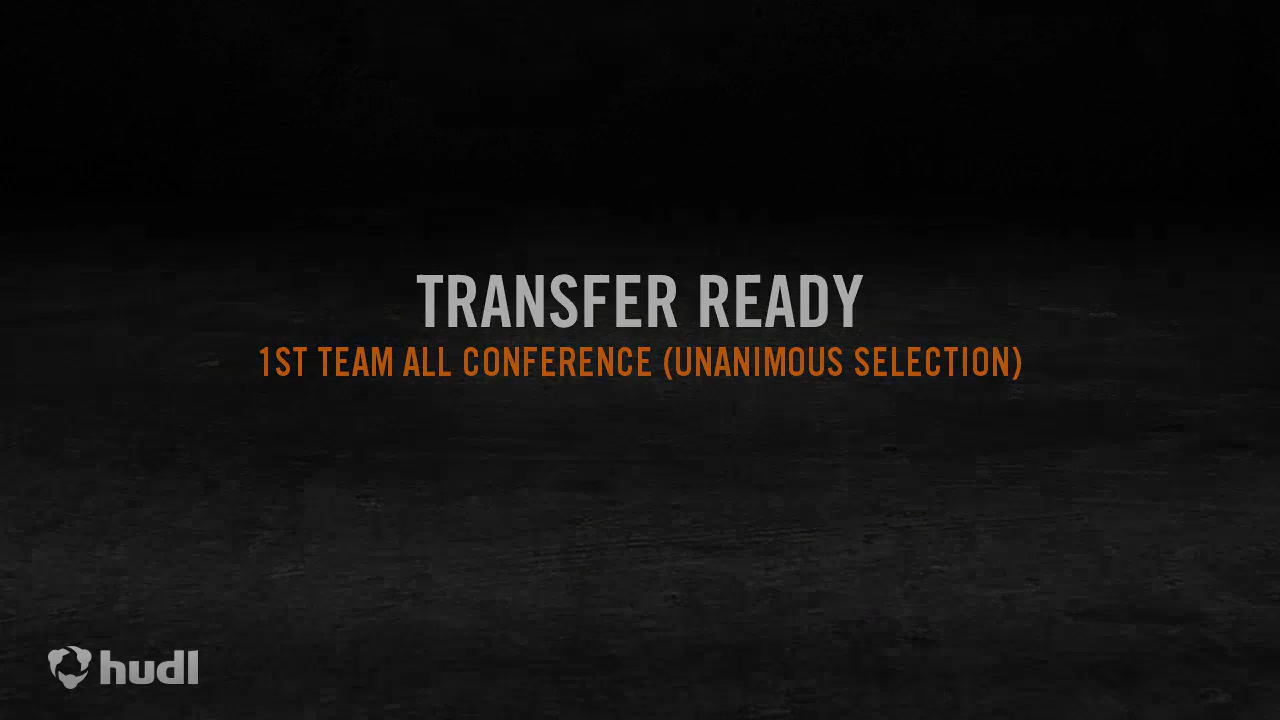 TRANSFER READY
1ST TEAM ALL CONFERENCE (UNANIMOUS SELECTION)
hudl